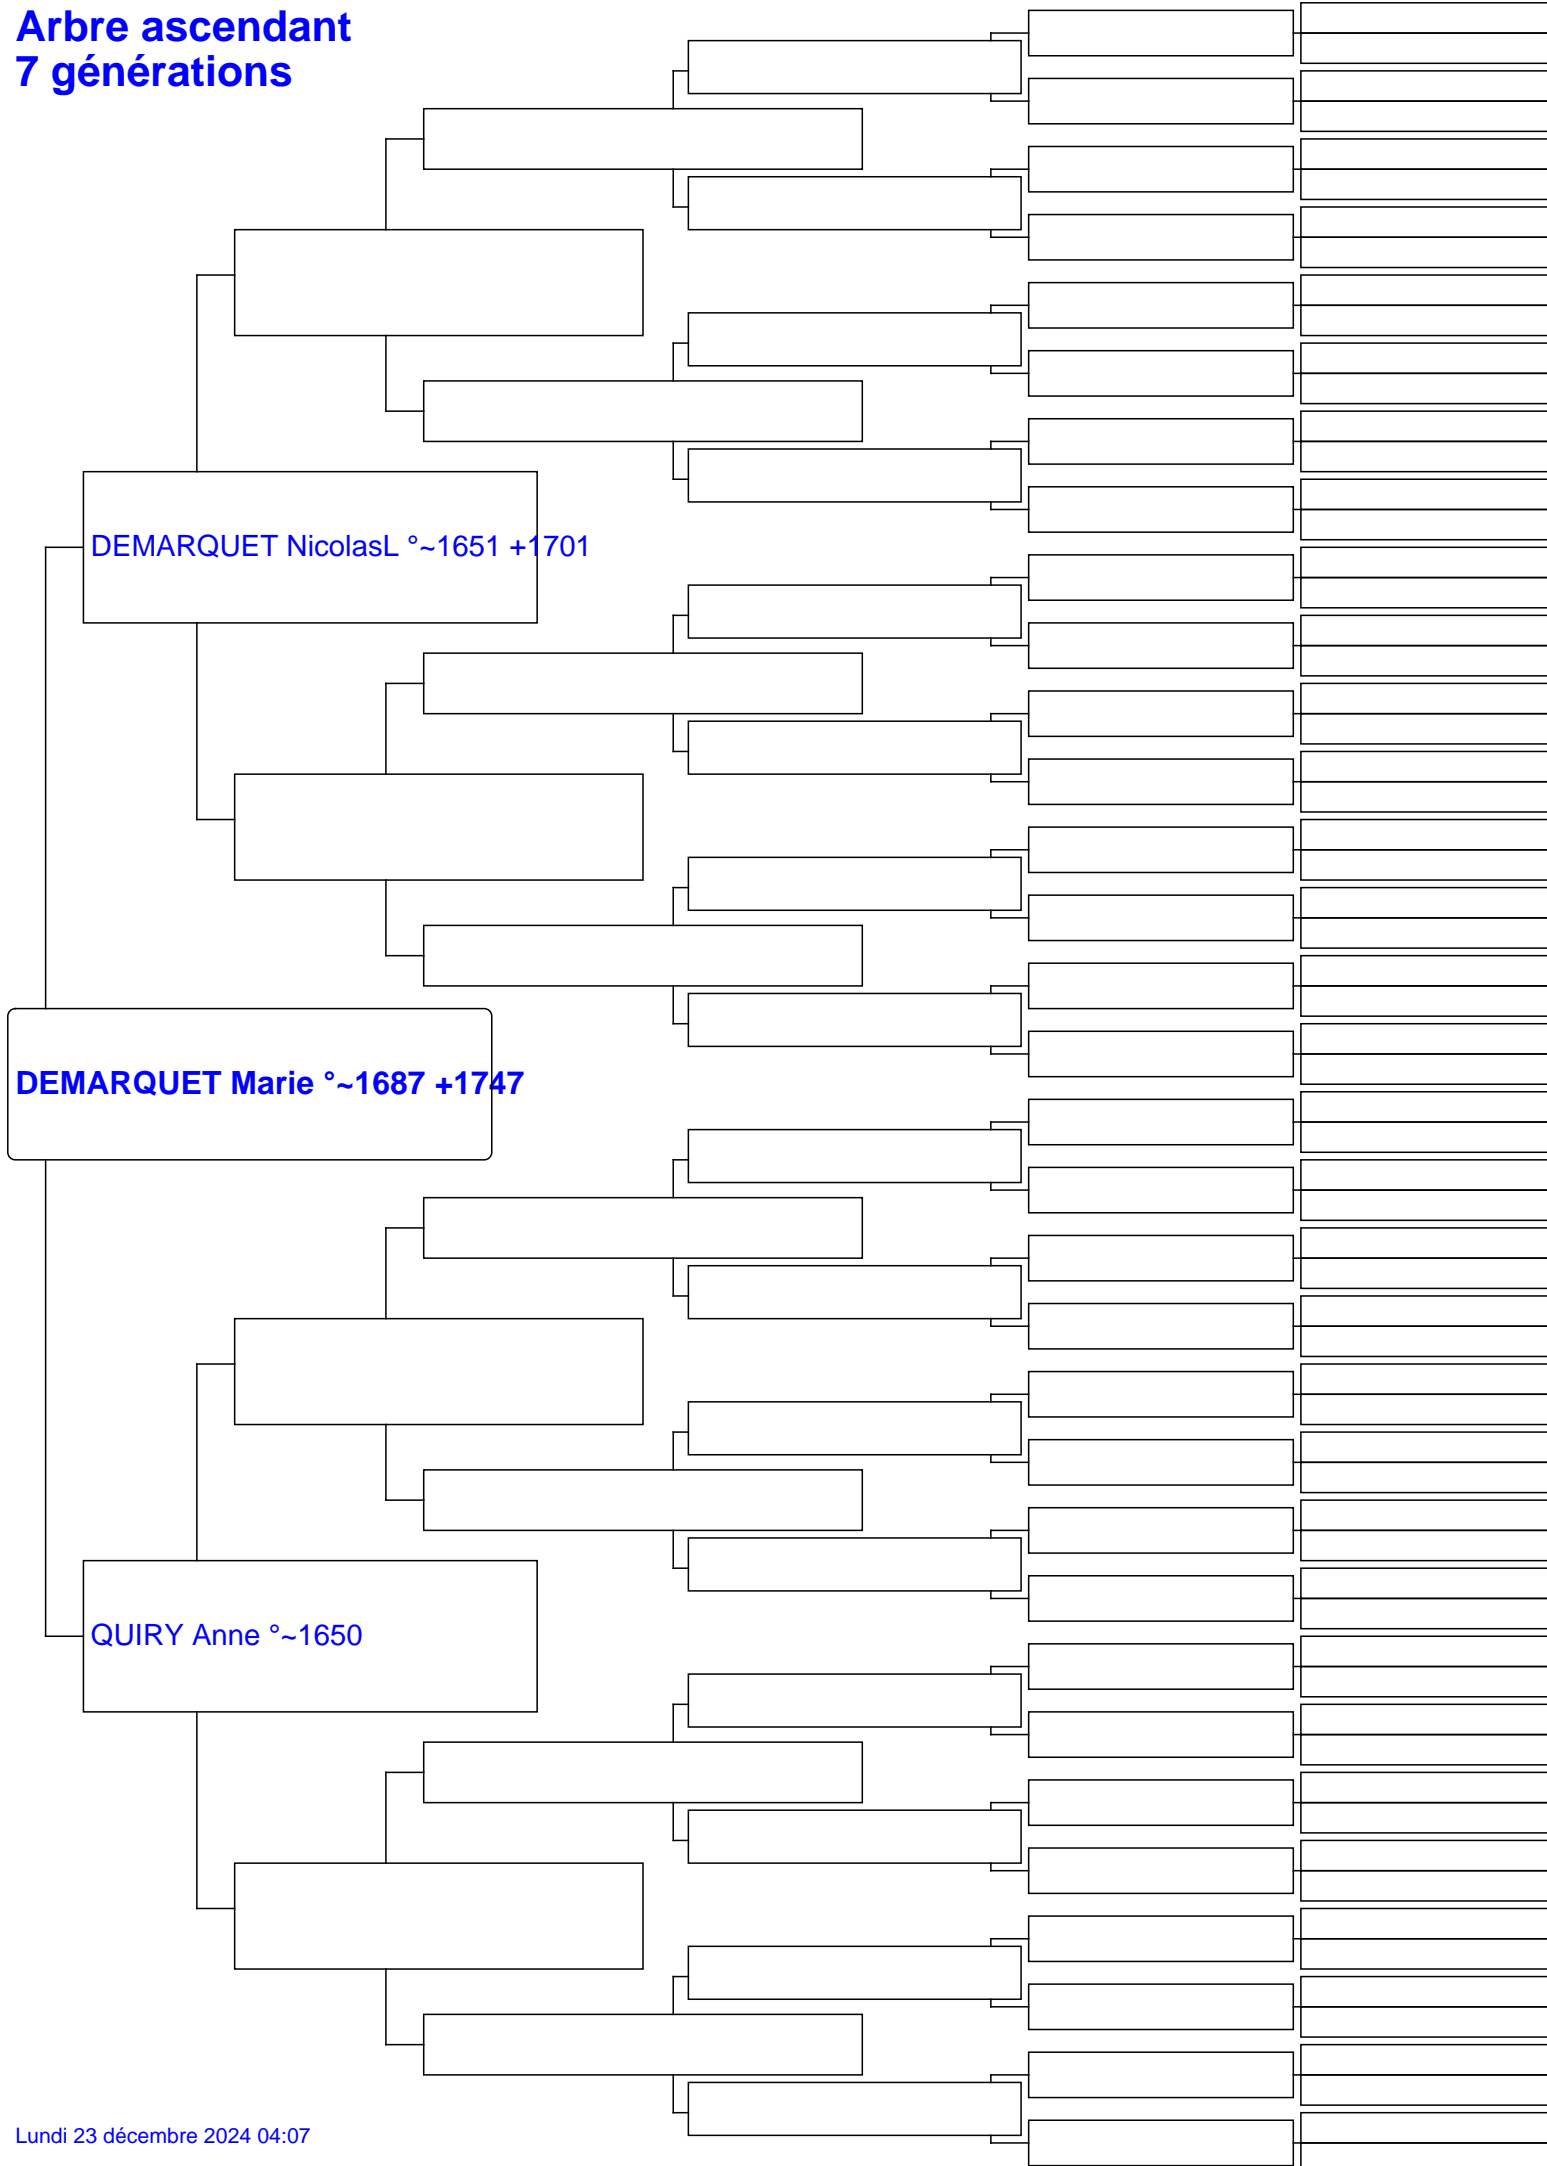 Arbre ascendant
7 générations
DEMARQUET NicolasL °~1651 +1701
DEMARQUET Marie °~1687 +1747
QUIRY Anne °~1650
Lundi 23 décembre 2024 04:07